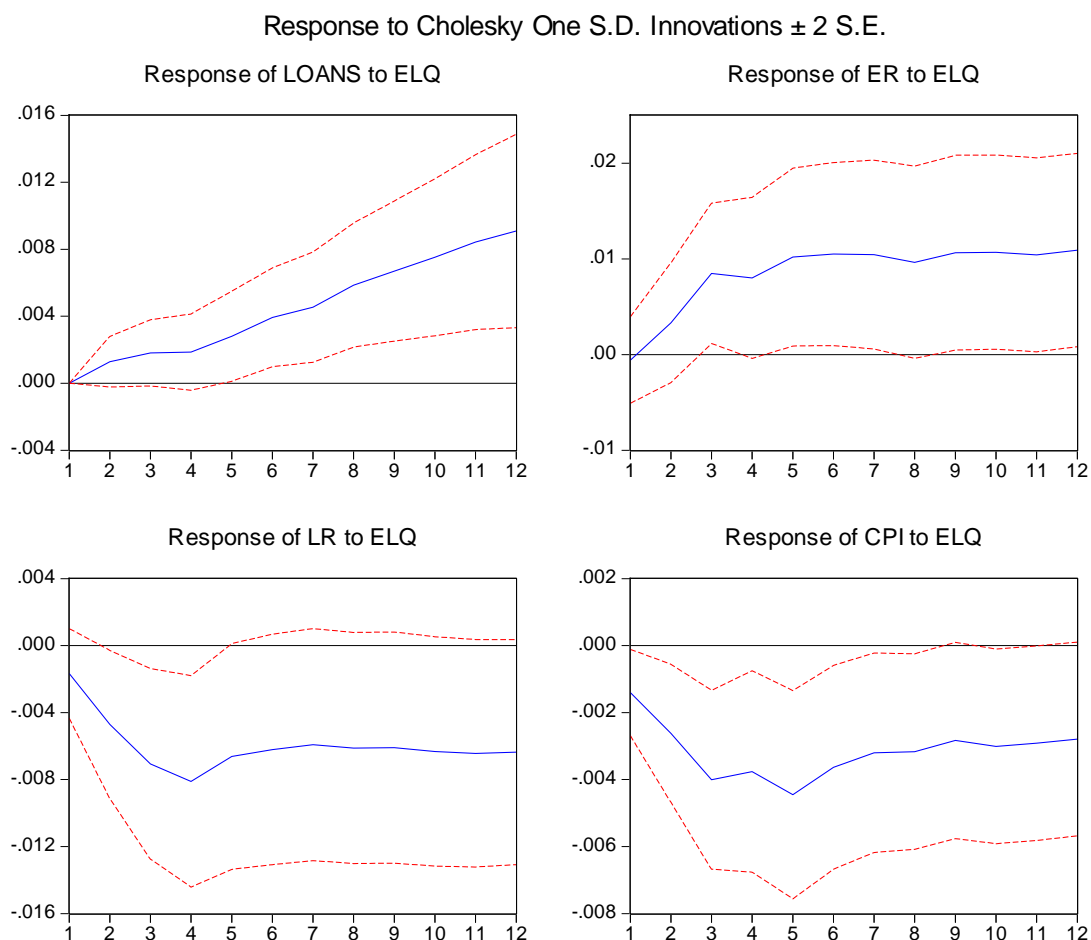 Response to Cholesky One S.D. Innovations ± 2 S.E.
Response of LOANS to ELQ
.016
.012
.008
.004
.000
-.004
1 2 3 4 5 6 7 8 9 10 11 12
Response of ER to ELQ
.02
.01
.00
-.01
1 2 3 4 5 6 7 8 9 10 11 12
Response of LR to ELQ
.004
.000
-.004
-.008
-.012
-.016
1 2 3 4 5 6 7 8 9 10 11 12
Response of CPI to ELQ
.002
.000
-.002
-.004
-.006
-.008
1 2 3 4 5 6 7 8 9 10 11 12